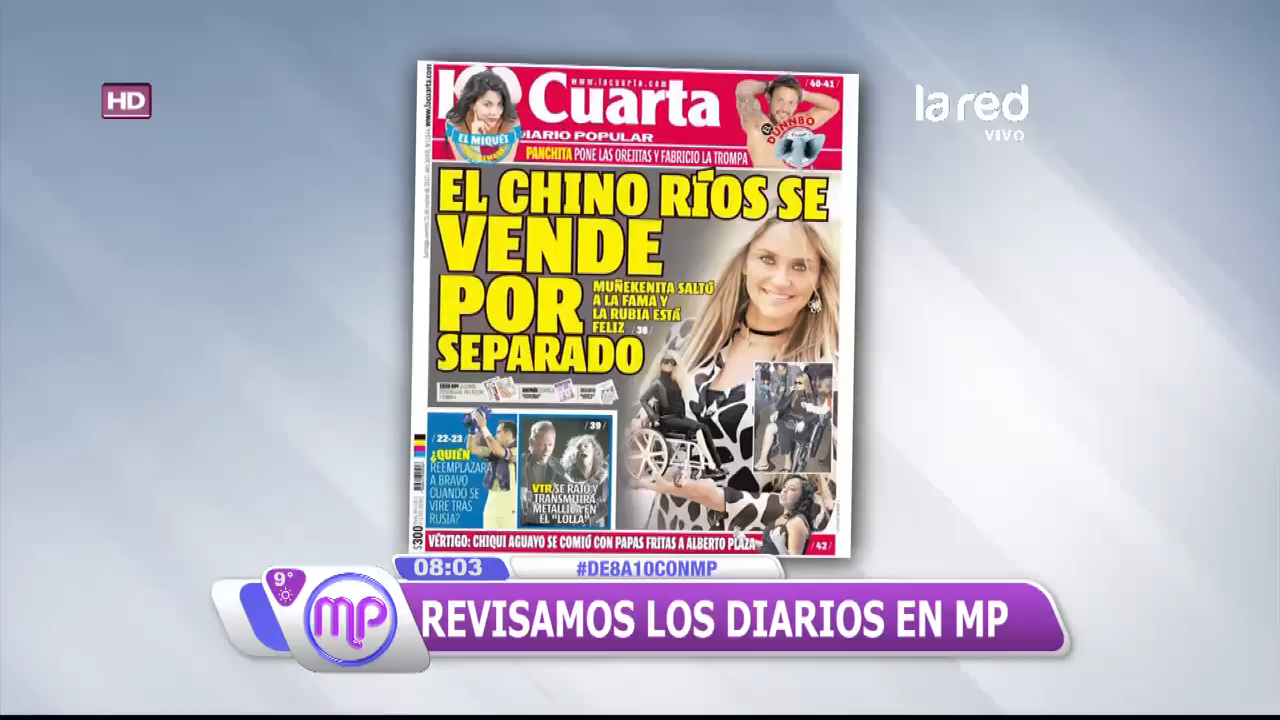 HD
la red
VIVO
www.lacuarta.com
La Cuarta
DIARIO POPULAR
EL MIQUEI
40-41
EL DUNNBO
PANCHITA PONE LAS OREJITAS Y FABRICIO LA TROMPA
EL CHINO RÍOS SE
VENDE
POR
SEPARADO
MUÑEKENITA SALTÓ
A LA FAMA Y
LA RUBIA ESTÁ
FELIZ /38/
/22-23/
¿QUIÉN
REEMPLAZARÁ
A BRAVO
CUANDO SE
VIRE TRAS
RUSIA?
/39/
VTR SE RAJÓ Y
TRANSMITIRÁ
METALLICA EN
EL "LOLLA"
$300
VÉRTIGO: CHIQUI AGUAYO SE COMIÓ CON PAPAS FRITAS A ALBERTO PLAZA
/42/
08:03
#DE8A10CONMP
9°
mp
REVISAMOS LOS DIARIOS EN MP